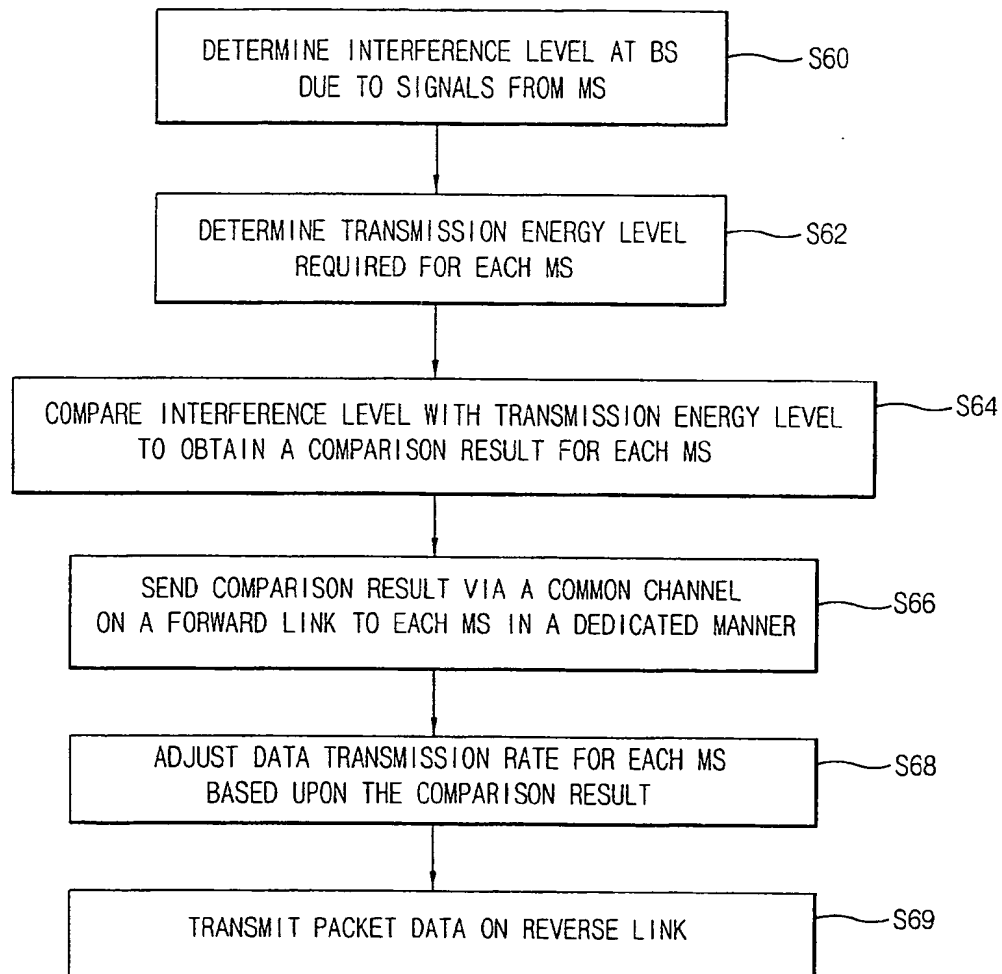 DETERMINE INTERFERENCE LEVEL AT BS
DUE TO SIGNALS FROM MS
S60
DETERMINE TRANSMISSION ENERGY LEVEL
REQUIRED FOR EACH MS
S62
COMPARE INTERFERENCE LEVEL WITH TRANSMISSION ENERGY LEVEL
TO OBTAIN A COMPARISON RESULT FOR EACH MS
S64
SEND COMPARISON RESULT VIA A COMMON CHANNEL
ON A FORWARD LINK TO EACH MS IN A DEDICATED MANNER
S66
ADJUST DATA TRANSMISSION RATE FOR EACH MS
BASED UPON THE COMPARISON RESULT
S68
TRANSMIT PACKET DATA ON REVERSE LINK
S69